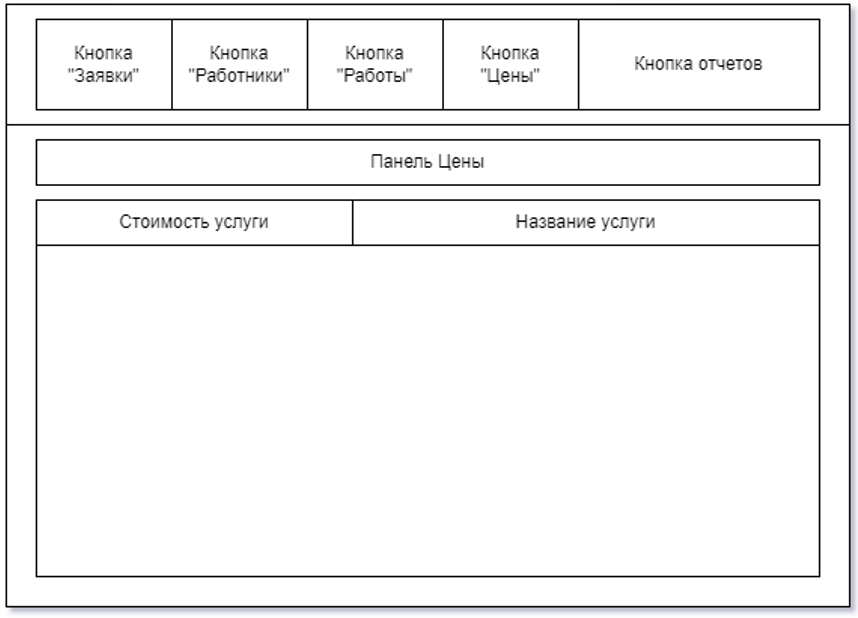 Кнопка
"Заявки"
Кнопка
"Работники"
Кнопка
"Работы"
Кнопка
"Цены"
Кнопка отчетов
Панель Цены
Стоимость услуги
Название услуги